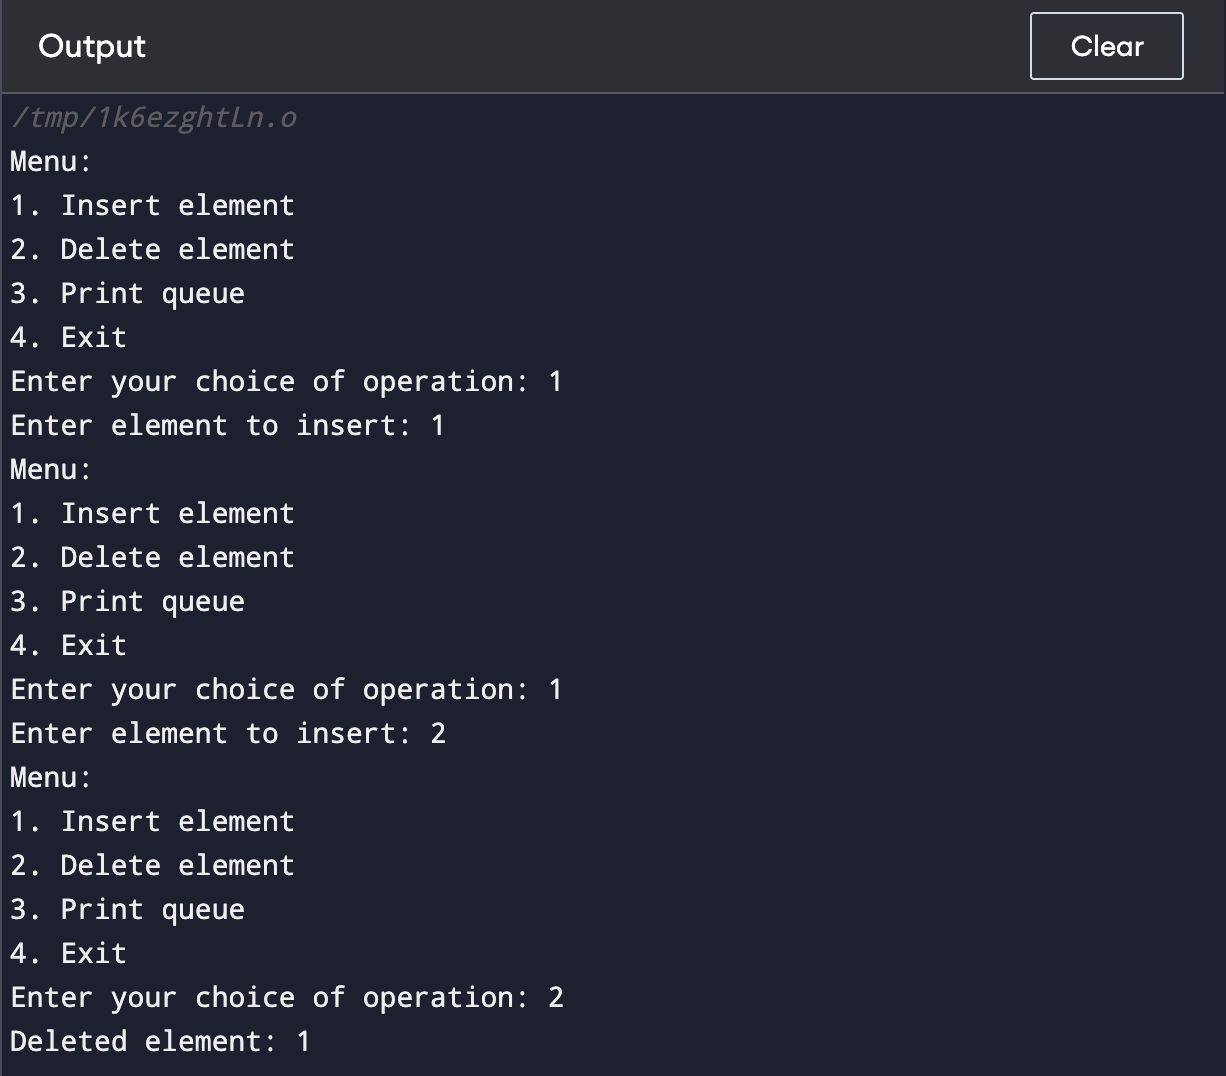 Output
Clear
/tmp/1k6ezghtLn.o
Menu:
1. Insert element
2. Delete element
3. Print queue
4. Exit
Enter your choice of operation: 1
Enter element to insert: 1
Menu:
1. Insert element
2. Delete element
3. Print queue
4. Exit
Enter your choice of operation: 1
Enter element to insert: 2
Menu:
1. Insert element
2. Delete element
3. Print queue
4. Exit
Enter your choice of operation: 2
Deleted element: 1